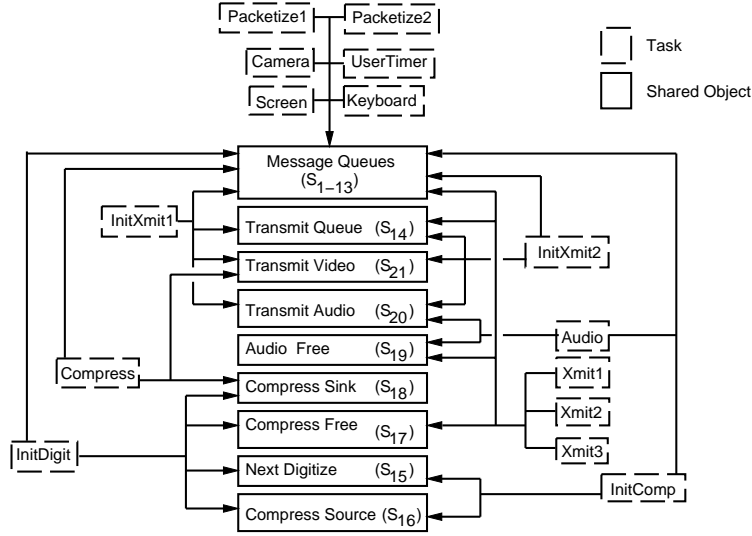 Packetize1
Packetize2
Task
Camera
UserTimer
Screen
Keyboard
Shared Object
Message Queues
(S1−13)
InitXmit1
Transmit Queue (S14)
InitXmit2
Transmit Video (S21)
Transmit Audio (S20)
Audio Free (S19)
Audio
Compress
Compress Sink (S18)
Xmit1
Xmit2
Compress Free (S17)
Xmit3
InitDigit
Next Digitize (S15)
InitComp
Compress Source (S16)